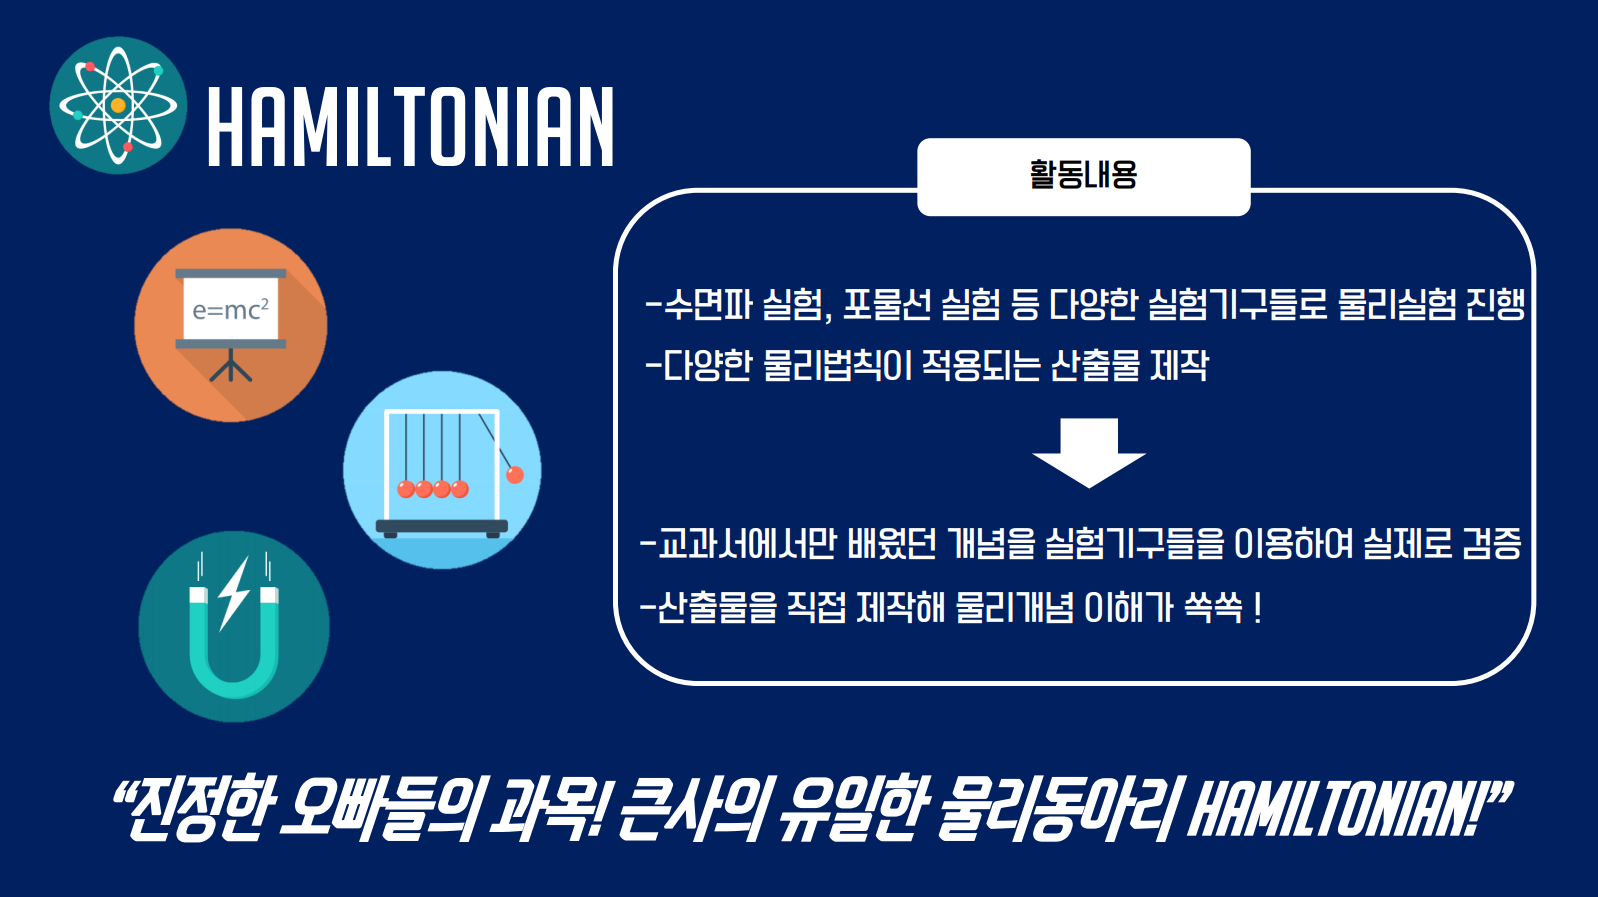 HAMILTONIAN
활동내용
e=mc²
-수면파 실험, 포물선 실험 등 다양한 실험기구들로 물리실험 진행
-다양한 물리법칙이 적용되는 산출물 제작
-교과서에서만 배웠던 개념을 실험기구들을 이용하여 실제로 검증
-산출물을 직접 제작해 물리개념 이해가 쏙쏙 !
“진정한 오빠들의 과목! 큰사의 유일한 물리동아리 HAMILTONIAN!”